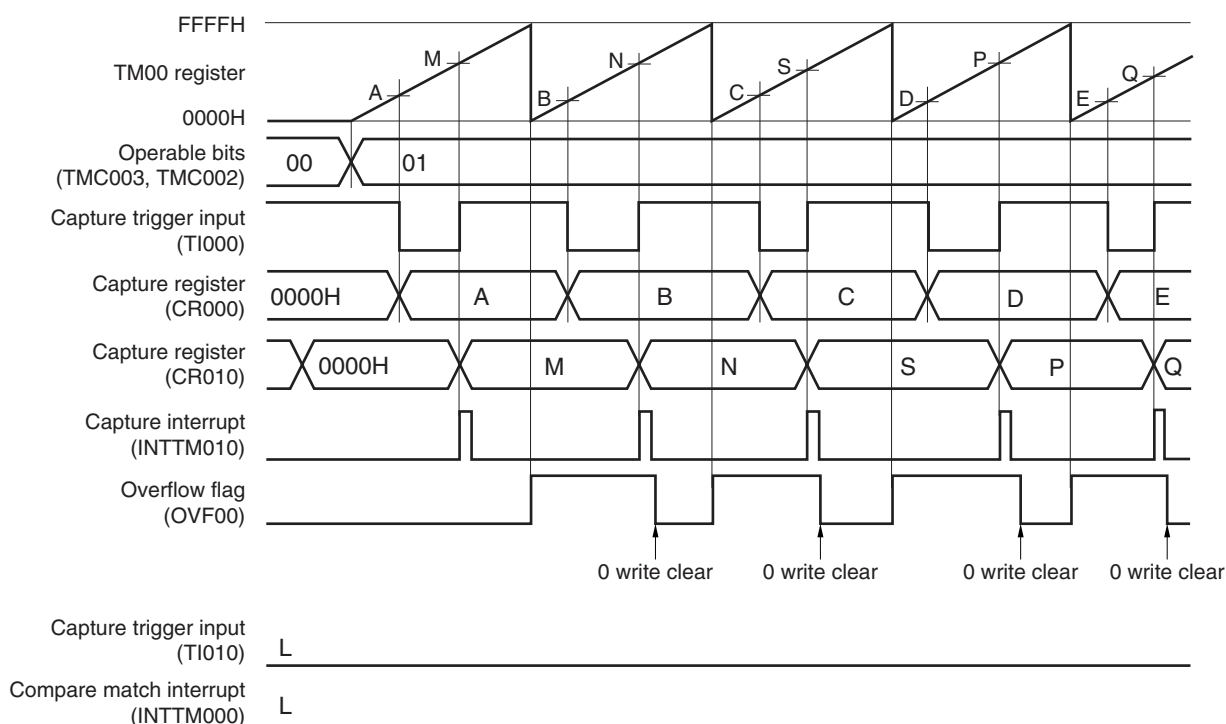 FFFFH
TM00 register
0000H
A M B N C S D P E Q
Operable bits
(TMC003, TMC002)
00 01
Capture trigger input
(TI000)
Capture register
(CR000)
0000H A B C D E
Capture register
(CR010)
0000H M N S P Q
Capture interrupt
(INTTM010)
Overflow flag
(OVF00)
0 write clear 0 write clear 0 write clear 0 write clear
Capture trigger input
(TI010)
L
Compare match interrupt
(INTTM000)
L